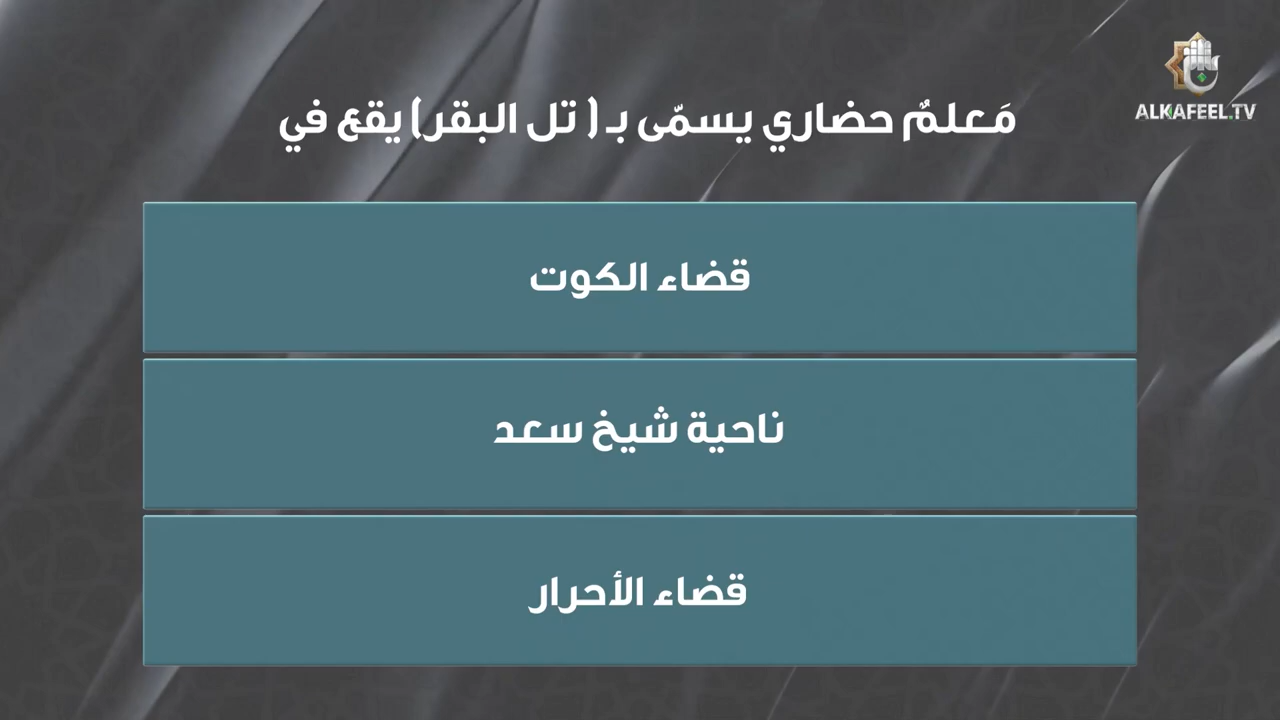 ALKAFEEL.TV
مَعلمٌ حضاري يسمّى بـ ( تل البقر) يقع في
قضاء الكوت
ناحية شيخ سعد
قضاء الأحرار